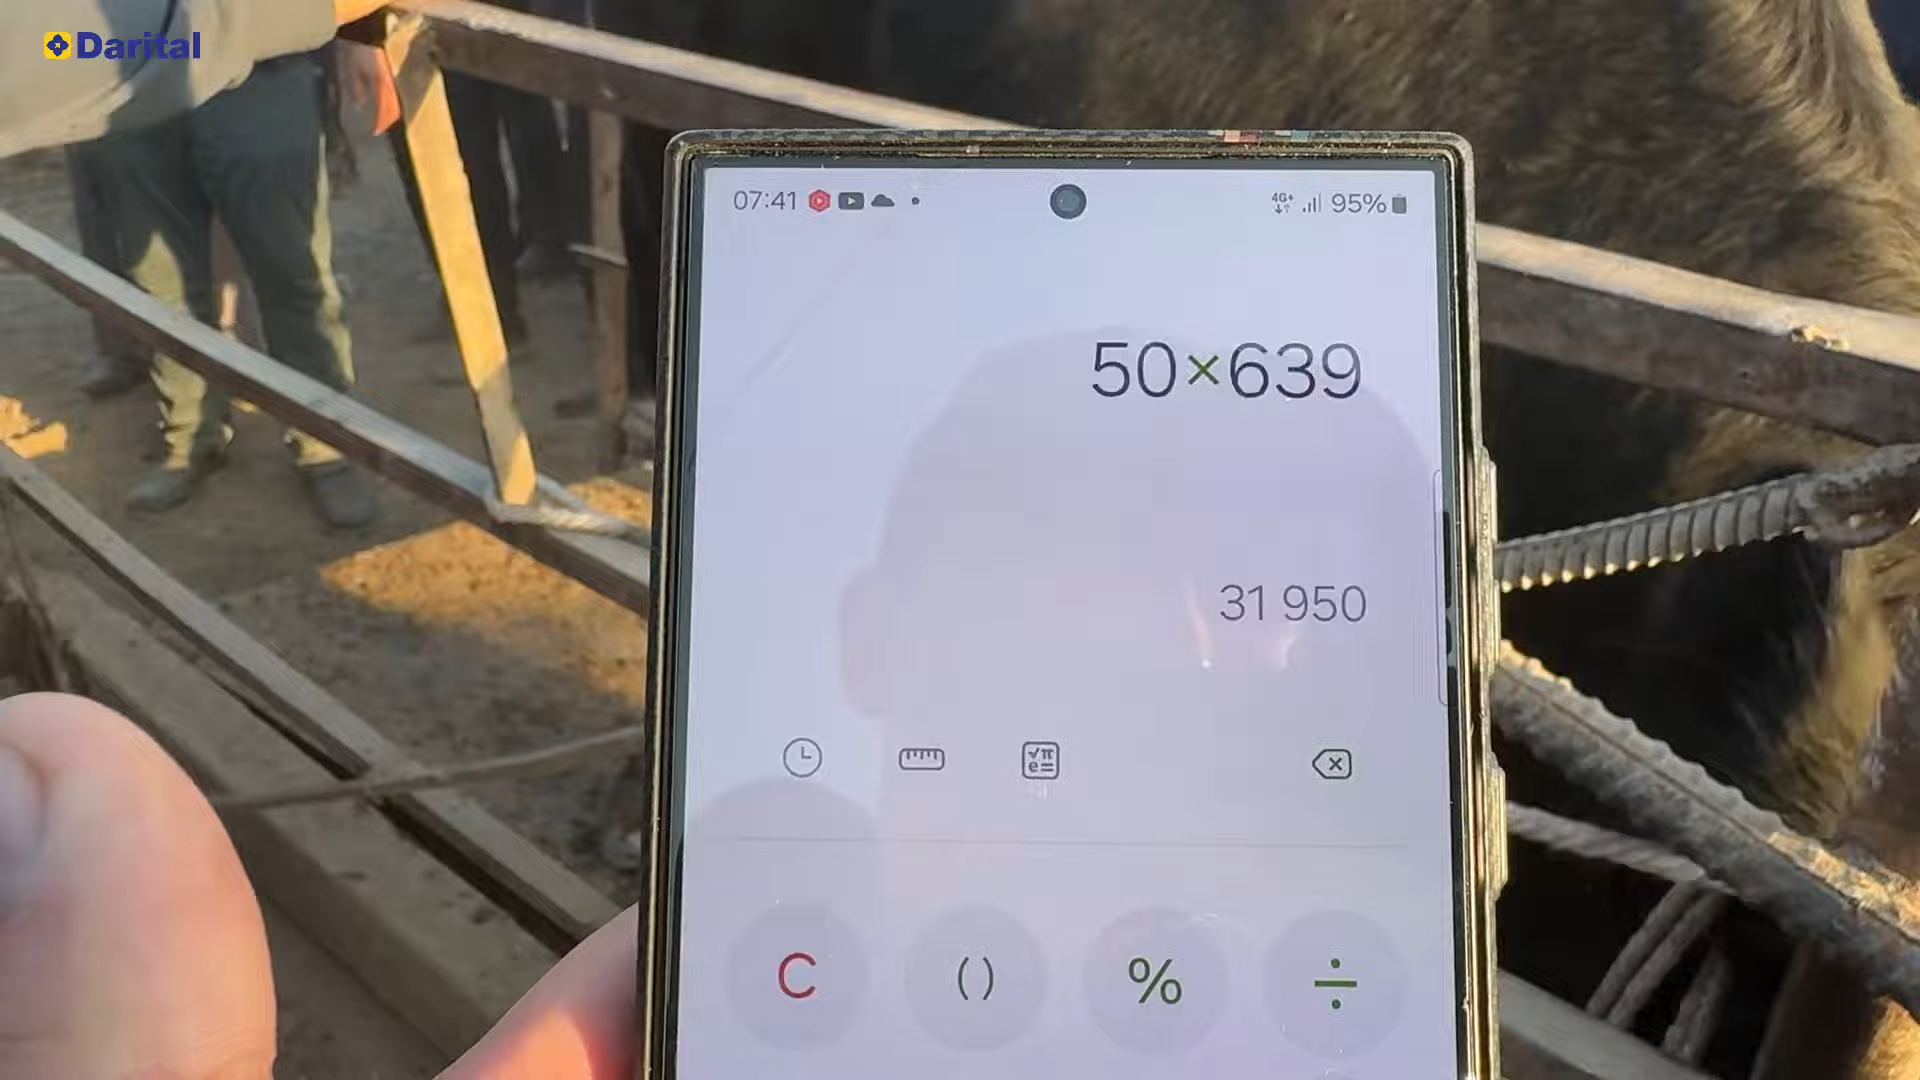 Darital
07:41 4G+ 95%
50×639
31 950
√π
e=
C () % ÷